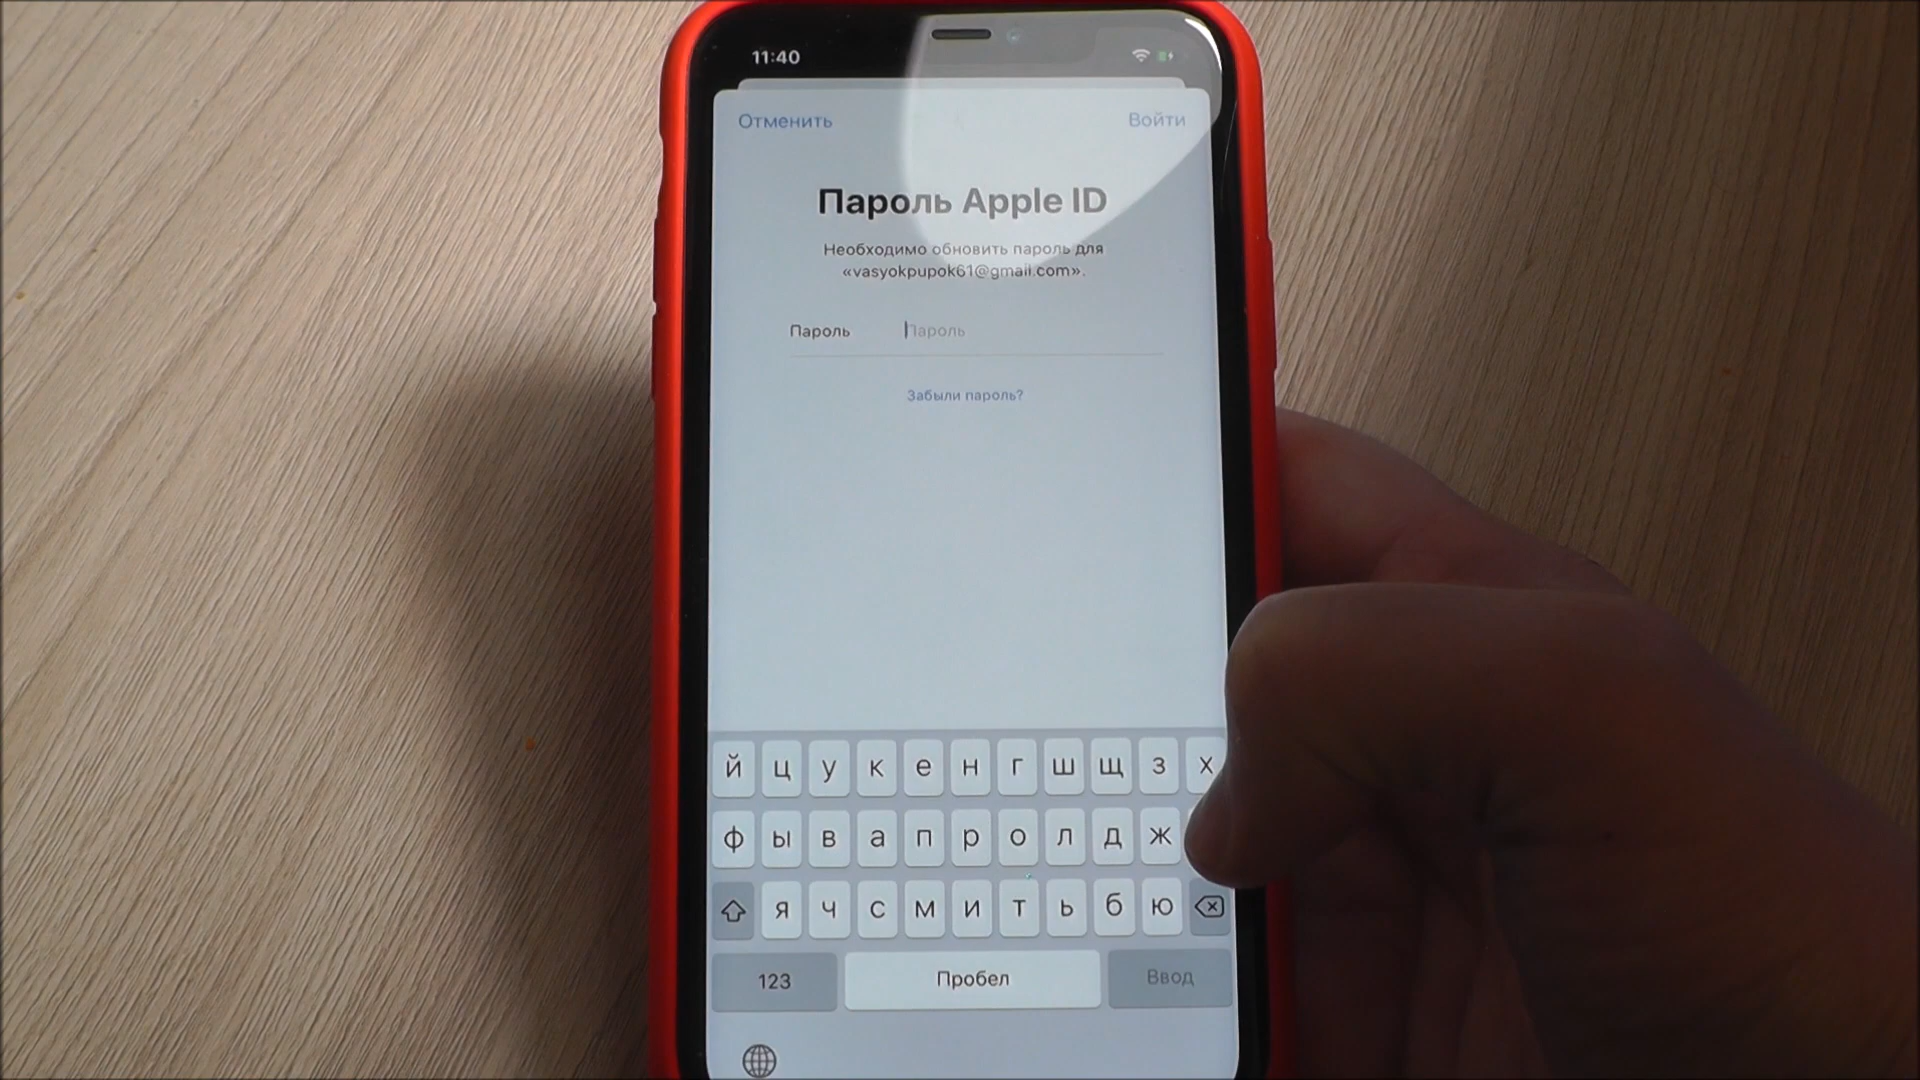 11:40
Отменить Войти
Пароль Apple ID
Необходимо обновить пароль для
«vasyokpupok61@gmail.com».
Пароль Пароль
Забыли пароль?
й ц у к е н г ш щ з х
ф ы в а п р о л д ж
я ч с м и т ь б ю
123 Пробел Ввод